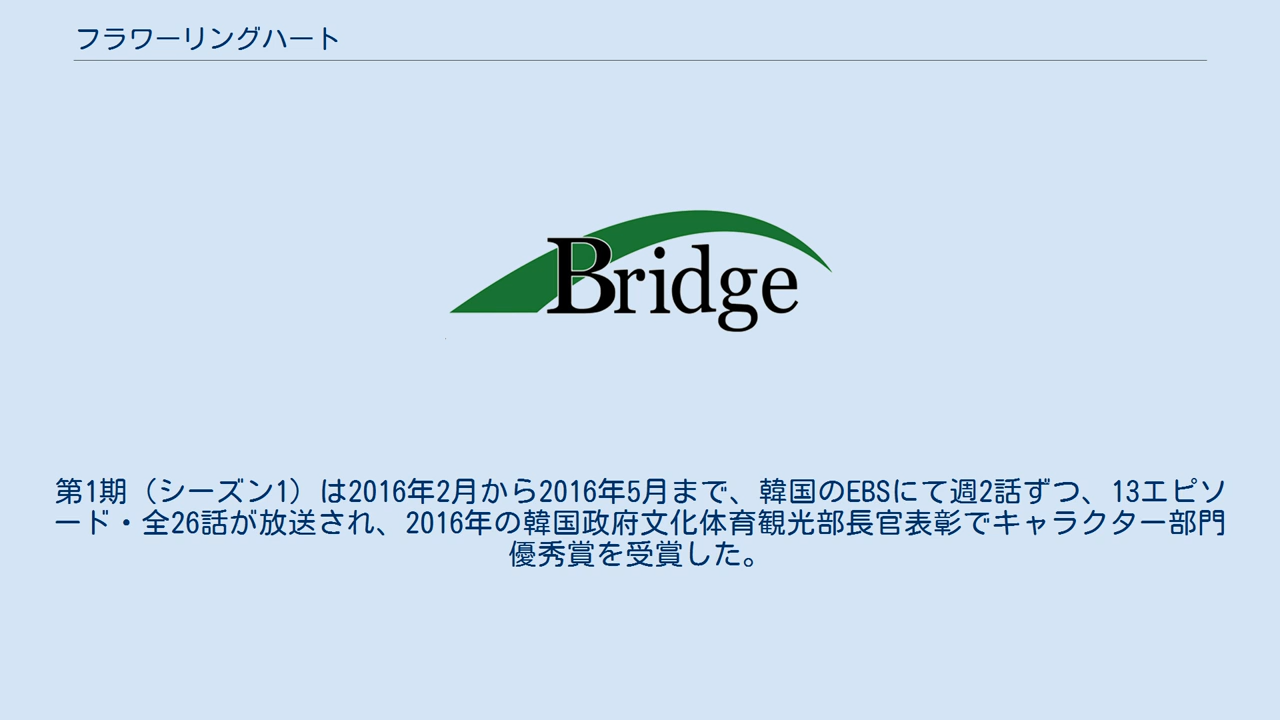 フラワーリングハート
Bridge
第1期（シーズン1）は2016年2月から2016年5月まで、韓国のEBSにて週2話ずつ、13エピソ
ード・全26話が放送され、2016年の韓国政府文化体育観光部長官表彰でキャラクター部門
優秀賞を受賞した。